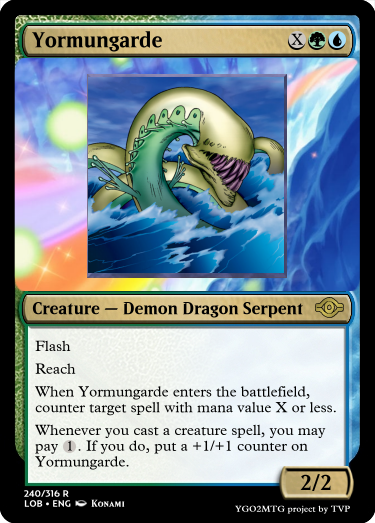 Yormungarde
X
Creature — Demon Dragon Serpent
Flash
Reach
When Yormungarde enters the battlefield,
counter target spell with mana value X or less.
Whenever you cast a creature spell, you may
pay 1. If you do, put a +1/+1 counter on
Yormungarde.
2/2
240/316 R
LOB • ENG KONAMI
YGO2MTG project by TVP